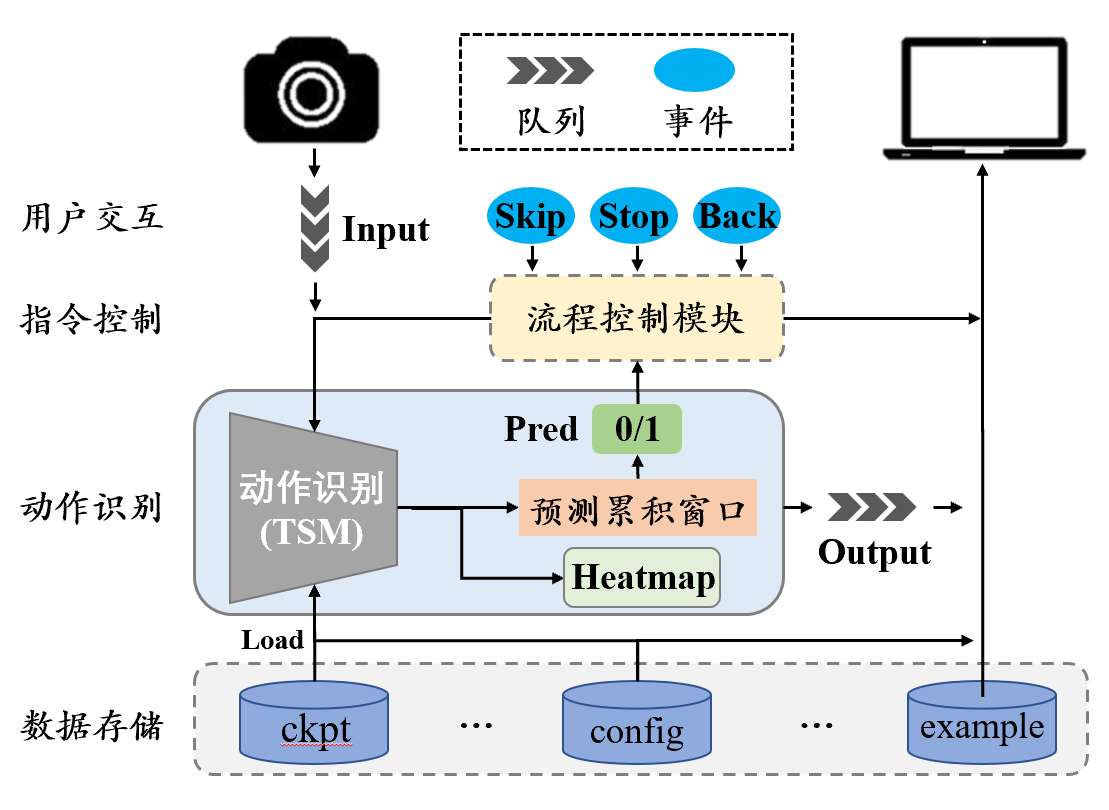 队列
事件
用户交互
Input
Skip
Stop
Back
指令控制
流程控制模块
Pred
0/1
动作识别
动作识别
(TSM)
预测累积窗口
Output
Heatmap
Load
数据存储
ckpt
...
config
...
example